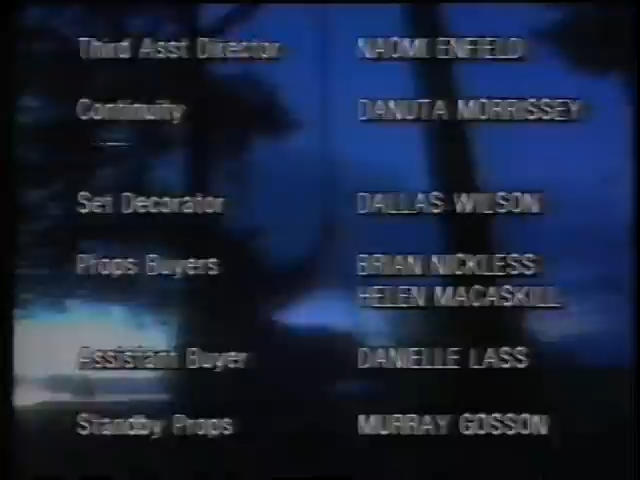 Third Asst Director NAOMI ENFIELD
Continuity DANUTA MORRISSEY
Set Decorator DALLAS WILSON
Props Buyers BRIAN NICKLESS
HELEN MACASKILL
Assistant Buyer DANIELLE LASS
Standby Props MURRAY GOSSON